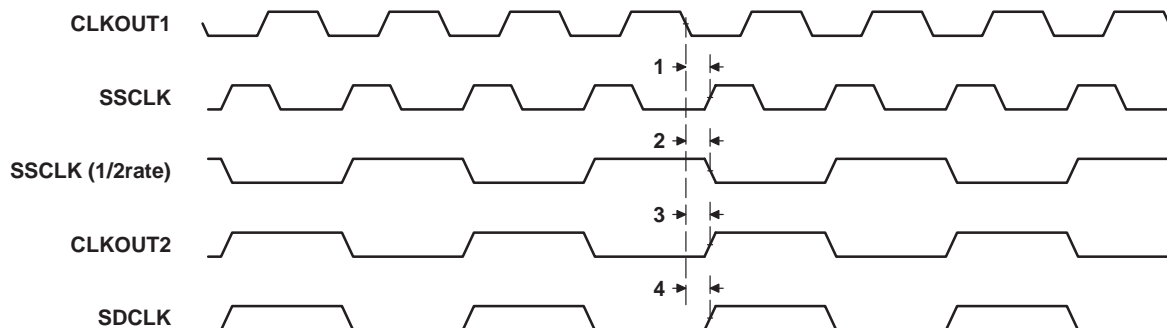 CLKOUT1
1
SSCLK
2
SSCLK (1/2rate)
3
CLKOUT2
4
SDCLK